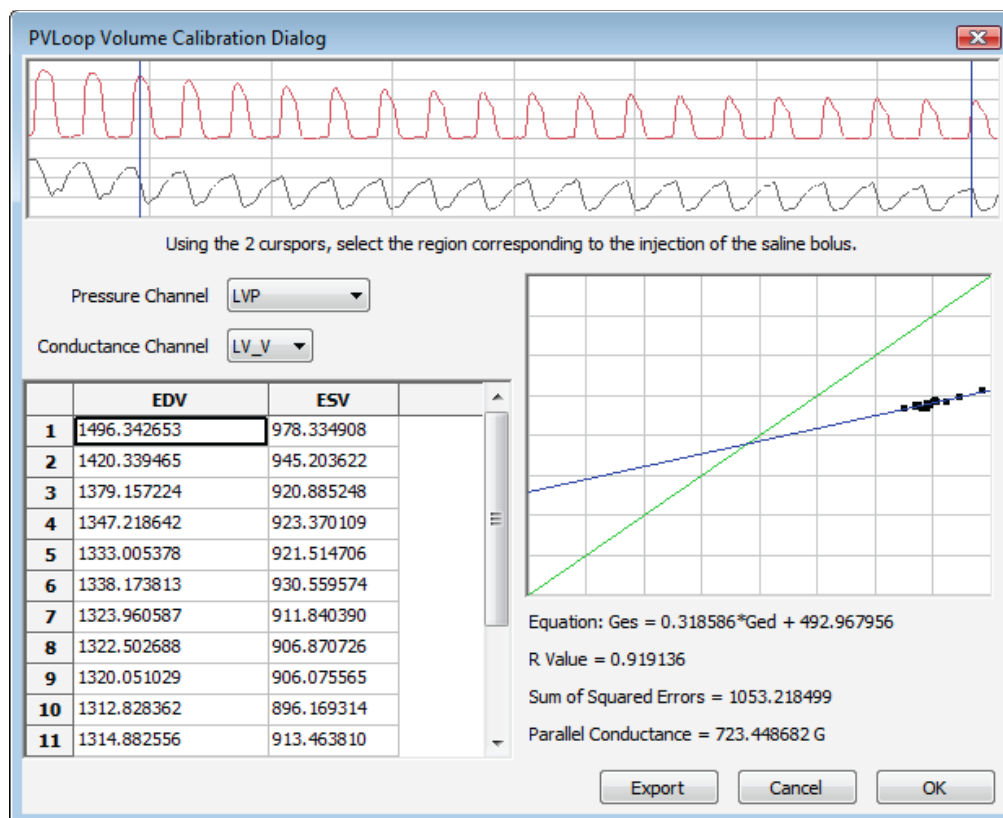 PVLoop Volume Calibration Dialog
Using the 2 curspors, select the region corresponding to the injection of the saline bolus.
Pressure Channel LVP
Conductance Channel LV_V
EDV ESV
1 1496.342653 978.334908
2 1420.339465 945.203622
3 1379.157224 920.885248
4 1347.218642 923.370109
5 1333.005378 921.514706
6 1338.173813 930.559574
7 1323.960587 911.840390
8 1322.502688 906.870726
9 1320.051029 906.075565
10 1312.828362 896.169314
11 1314.882556 913.463810
Equation: Ges = 0.318586*Ged + 492.967956
R Value = 0.919136
Sum of Squared Errors = 1053.218499
Parallel Conductance = 723.448682 G
Export Cancel OK